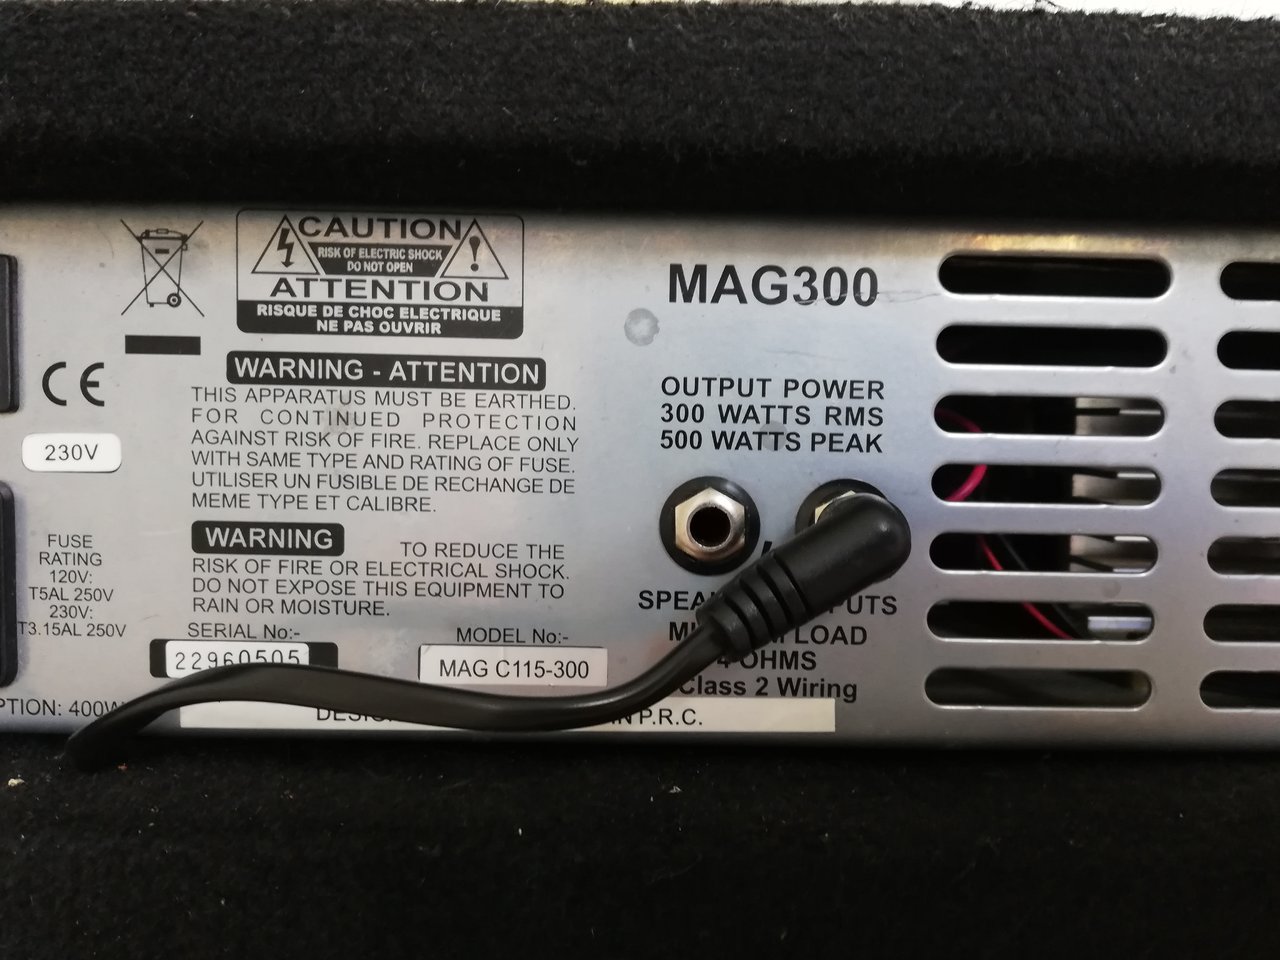 CAUTION
RISK OF ELECTRIC SHOCK
DO NOT OPEN
ATTENTION
RISQUE DE CHOC ELECTRIQUE
NE PAS OUVRIR
CE
230V
FUSE
RATING
120V:
T5AL 250V
230V:
T3.15AL 250V
WARNING - ATTENTION
THIS APPARATUS MUST BE EARTHED.
FOR CONTINUED PROTECTION
AGAINST RISK OF FIRE. REPLACE ONLY
WITH SAME TYPE AND RATING OF FUSE.
UTILISER UN FUSIBLE DE RECHANGE DE
MEME TYPE ET CALIBRE.
WARNING TO REDUCE THE
RISK OF FIRE OR ELECTRICAL SHOCK.
DO NOT EXPOSE THIS EQUIPMENT TO
RAIN OR MOISTURE.
SERIAL No:-
22960505
MODEL No:-
MAG C115-300
400W
P.R.C.
MAG300
OUTPUT POWER
300 WATTS RMS
500 WATTS PEAK
LOAD
4 OHMS
Class 2 Wiring